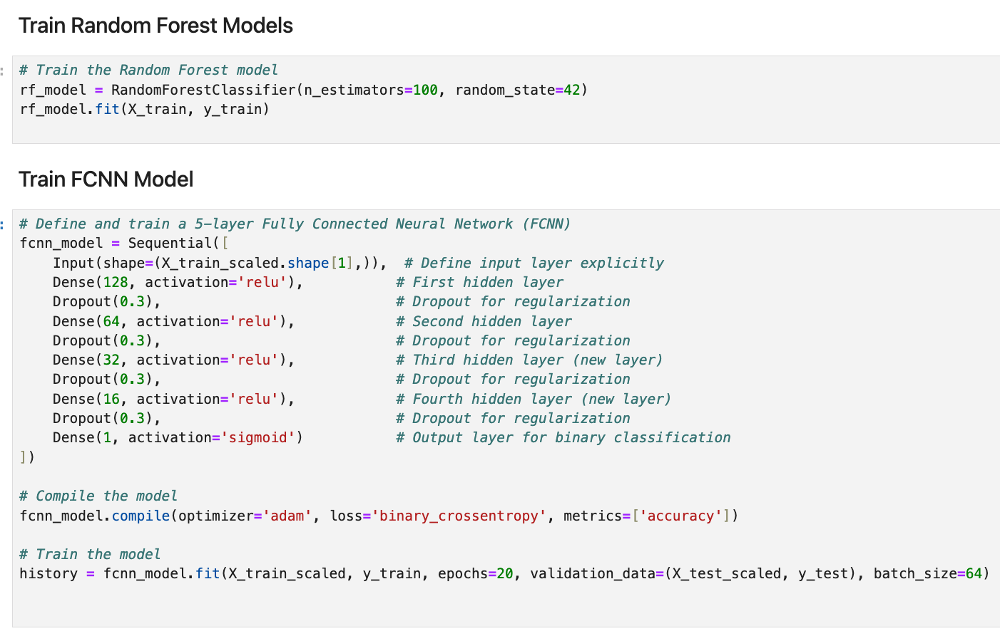 Train Random Forest Models
:
# Train the Random Forest model
rf_model = RandomForestClassifier(n_estimators=100, random_state=42)
rf_model.fit(X_train, y_train)
Train FCNN Model
:
# Define and train a 5-layer Fully Connected Neural Network (FCNN)
fcnn_model = Sequential([
    Input(shape=(X_train_scaled.shape[1],)),  # Define input layer explicitly
    Dense(128, activation='relu'),           # First hidden layer
    Dropout(0.3),                            # Dropout for regularization
    Dense(64, activation='relu'),            # Second hidden layer
    Dropout(0.3),                            # Dropout for regularization
    Dense(32, activation='relu'),            # Third hidden layer (new layer)
    Dropout(0.3),                            # Dropout for regularization
    Dense(16, activation='relu'),            # Fourth hidden layer (new layer)
    Dropout(0.3),                            # Dropout for regularization
    Dense(1, activation='sigmoid')           # Output layer for binary classification
])
# Compile the model
fcnn_model.compile(optimizer='adam', loss='binary_crossentropy', metrics=['accuracy'])
# Train the model
history = fcnn_model.fit(X_train_scaled, y_train, epochs=20, validation_data=(X_test_scaled, y_test), batch_size=64)